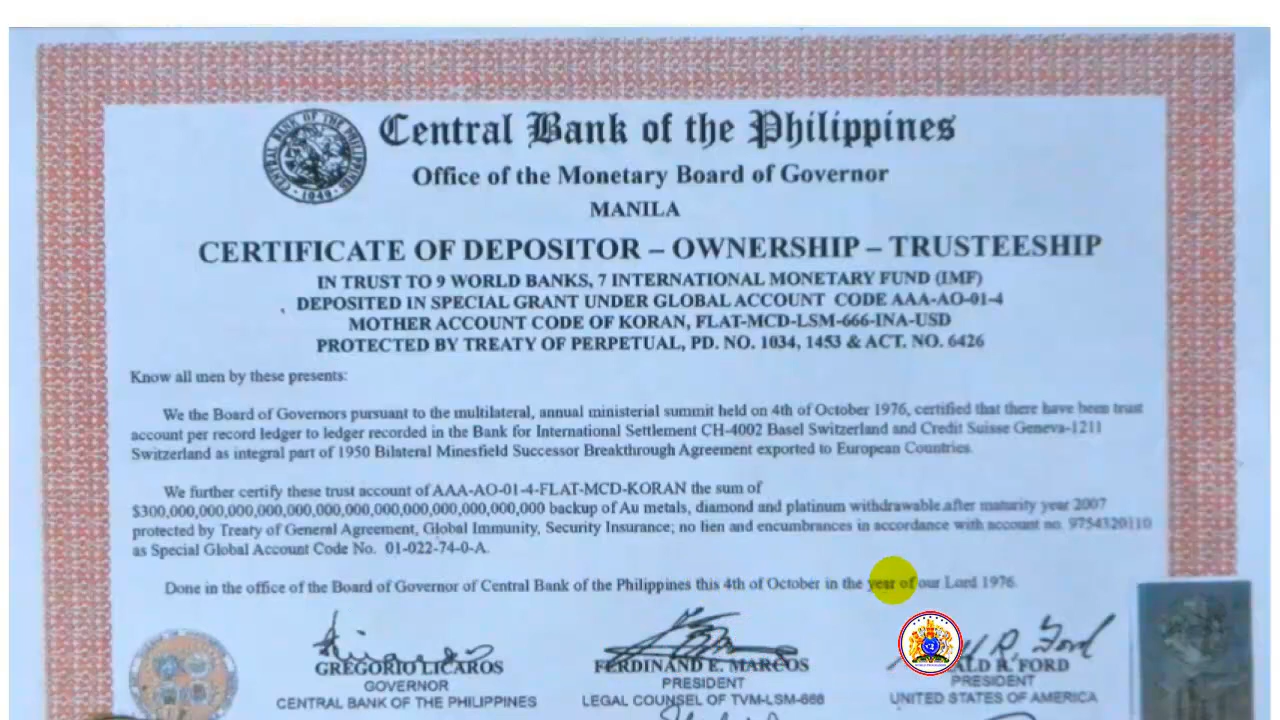 CENTRAL BANK OF THE PHILIPPINES
1949
Central Bank of the Philippines
Office of the Monetary Board of Governor
MANILA
CERTIFICATE OF DEPOSITOR – OWNERSHIP – TRUSTEESHIP
IN TRUST TO 9 WORLD BANKS, 7 INTERNATIONAL MONETARY FUND (IMF)
DEPOSITED IN SPECIAL GRANT UNDER GLOBAL ACCOUNT CODE AAA-AO-01-4
MOTHER ACCOUNT CODE OF KORAN, FLAT-MCD-LSM-666-INA-USD
PROTECTED BY TREATY OF PERPETUAL, PD. NO. 1034, 1453 & ACT. NO. 6426
Know all men by these presents:
We the Board of Governors pursuant to the multilateral, annual ministerial summit held on 4th of October 1976, certified that there have been trust
account per record ledger to ledger recorded in the Bank for International Settlement CH-4002 Basel Switzerland and Credit Suisse Geneva-1211
Switzerland as integral part of 1950 Bilateral Minesfield Successor Breakthrough Agreement exported to European Countries.
We further certify these trust account of AAA-AO-01-4-FLAT-MCD-KORAN the sum of
$300,000,000,000,000,000,000,000,000,000,000,000,000,000 backup of Au metals, diamond and platinum withdrawable after maturity year 2007
protected by Treaty of General Agreement, Global Immunity, Security Insurance; no lien and encumbrances in accordance with account no. 9754320110
as Special Global Account Code No. 01-022-74-0-A.
Done in the office of the Board of Governor of Central Bank of the Philippines this 4th of October in the year of our Lord 1976.
GREGORIO LICAROS
GOVERNOR
CENTRAL BANK OF THE PHILIPPINES
FERDINAND E. MARCOS
PRESIDENT
LEGAL COUNSEL OF TVM-LSM-666
ALD R. FORD
PRESIDENT
UNITED STATES OF AMERICA